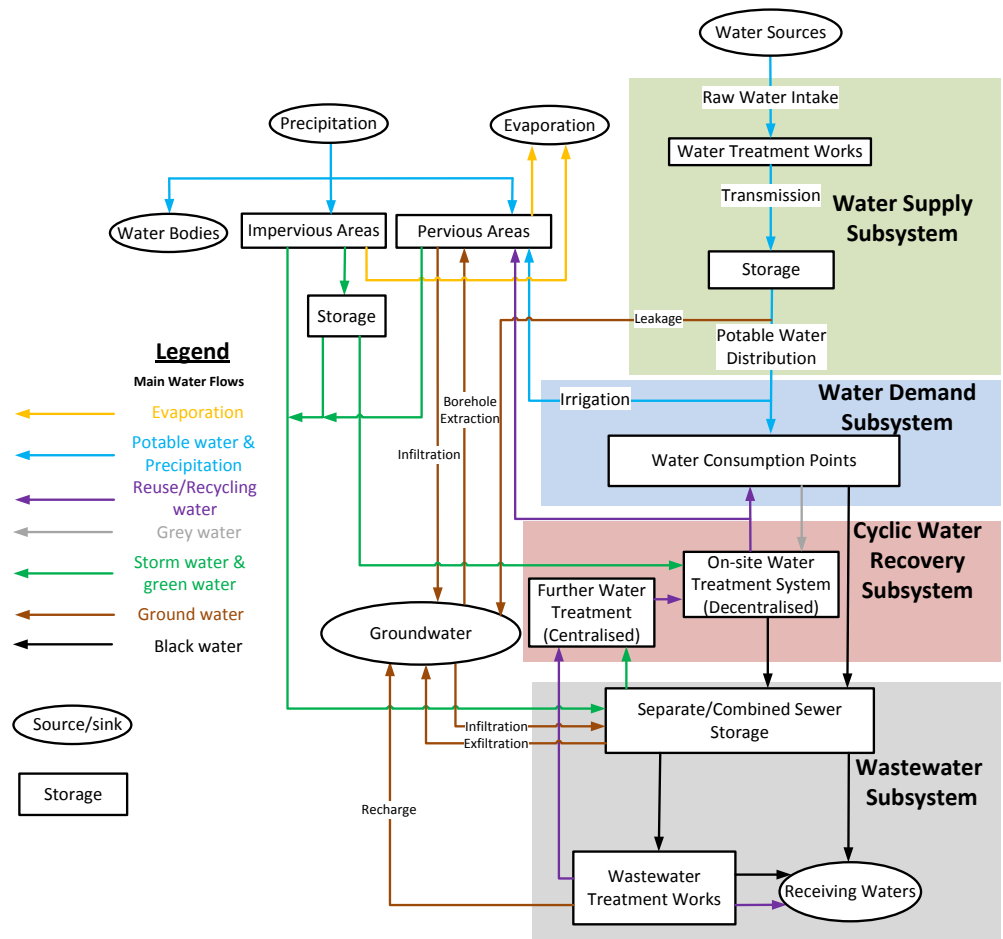 Water Sources
Raw Water Intake
Precipitation
Evaporation
Water Treatment Works
Transmission
Water Supply
Subsystem
Water Bodies
Impervious Areas
Pervious Areas
Storage
Storage
Leakage
Potable Water
Distribution
Legend
Main Water Flows
Evaporation
Potable water &
Precipitation
Reuse/Recycling
water
Grey water
Storm water &
green water
Ground water
Black water
Source/sink
Storage
Borehole
Extraction
Infiltration
Irrigation
Water Demand
Subsystem
Water Consumption Points
Cyclic Water
Recovery
Subsystem
On-site Water
Treatment System
(Decentralised)
Further Water
Treatment
(Centralised)
Groundwater
Separate/Combined Sewer
Storage
Infiltration
Exfiltration
Recharge
Wastewater
Subsystem
Wastewater
Treatment Works
Receiving Waters